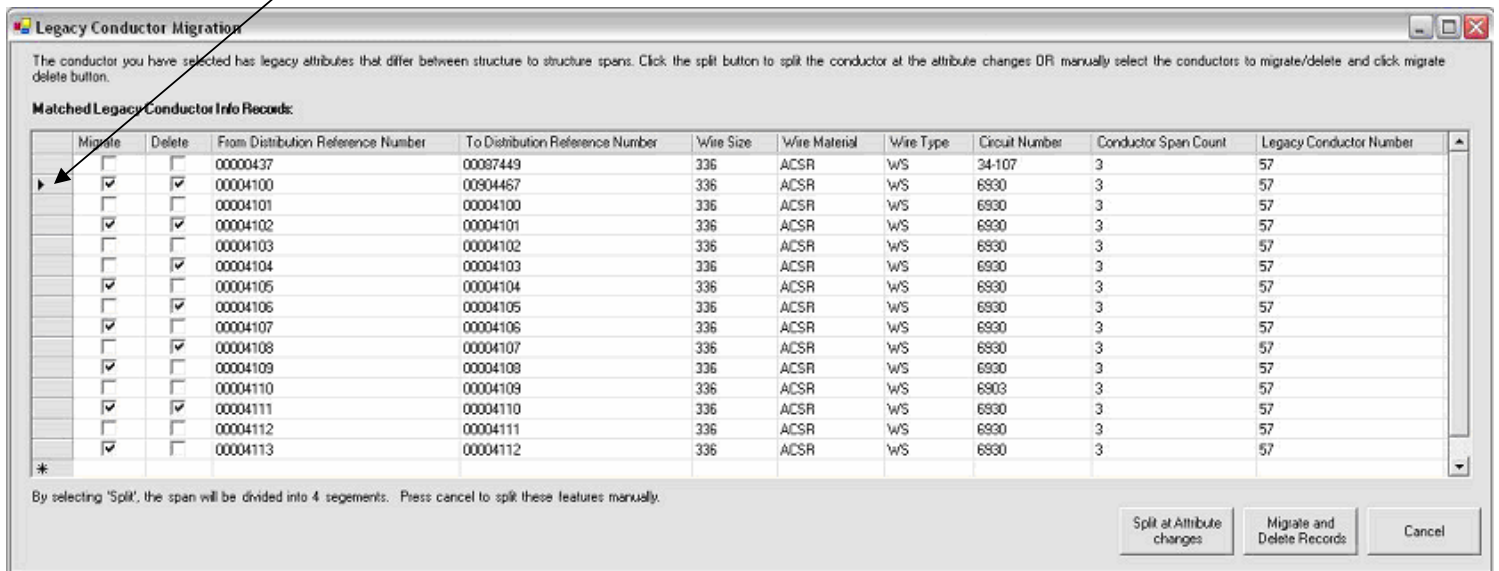 Legacy Conductor Migration
The conductor you have selected has legacy attributes that differ between structure to structure spans. Click the split button to split the conductor at the attribute changes OR manually select the conductors to migrate/delete and click migrate
delete button.
Matched Legacy Conductor Info Records:
Migrate Delete From Distribution Reference Number To Distribution Reference Number Wire Size Wire Material Wire Type Circuit Number Conductor Span Count Legacy Conductor Number
00000437 00087449 336 ACSR WS 34-107 3 57
00004100 00904467 336 ACSR WS 6930 3 57
00004101 00004100 336 ACSR WS 6930 3 57
00004102 00004101 336 ACSR WS 6930 3 57
00004103 00004102 336 ACSR WS 6930 3 57
00004104 00004103 336 ACSR WS 6930 3 57
00004105 00004104 336 ACSR WS 6930 3 57
00004106 00004105 336 ACSR WS 6930 3 57
00004107 00004106 336 ACSR WS 6930 3 57
00004108 00004107 336 ACSR WS 6930 3 57
00004109 00004108 336 ACSR WS 6930 3 57
00004110 00004109 336 ACSR WS 6903 3 57
00004111 00004110 336 ACSR WS 6930 3 57
00004112 00004111 336 ACSR WS 6930 3 57
00004113 00004112 336 ACSR WS 6930 3 57
By selecting 'Split', the span will be divided into 4 segements. Press cancel to split these features manually.
Split at Attribute
changes
Migrate and
Delete Records
Cancel